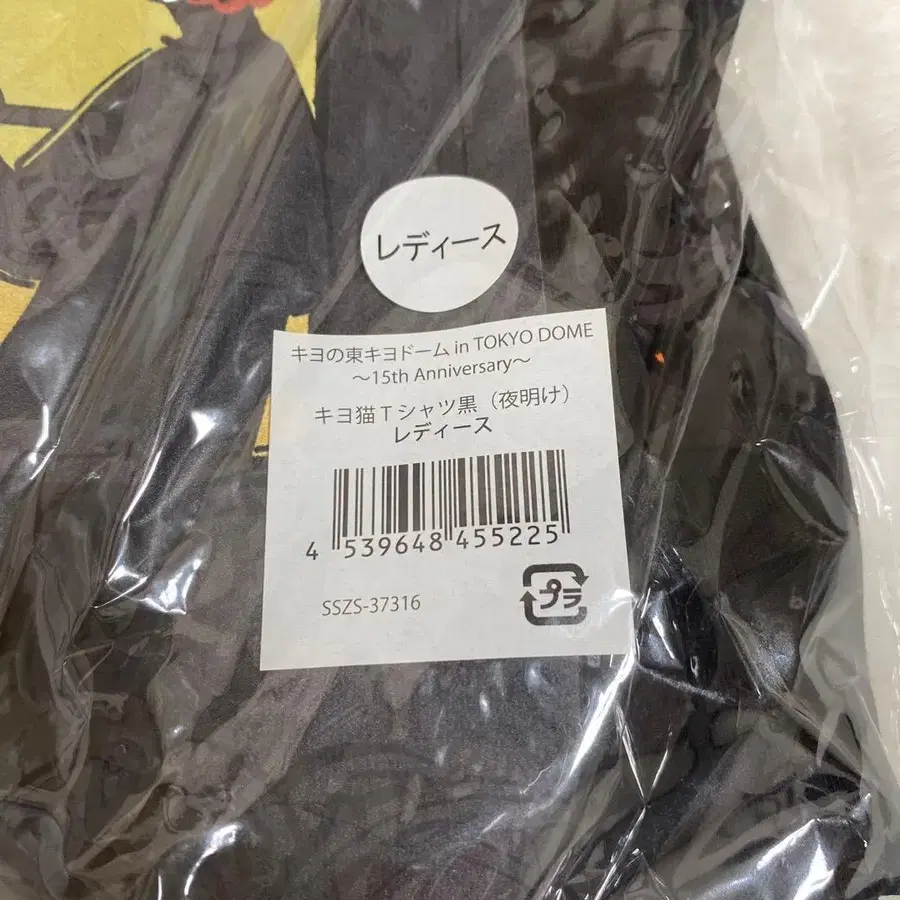 レディース
キヨの東キヨドーム in TOKYO DOME
～15th Anniversary～
キヨ猫Tシャツ黒（夜明け）
レディース
4 539648 455225
SSZS-37316
プラ